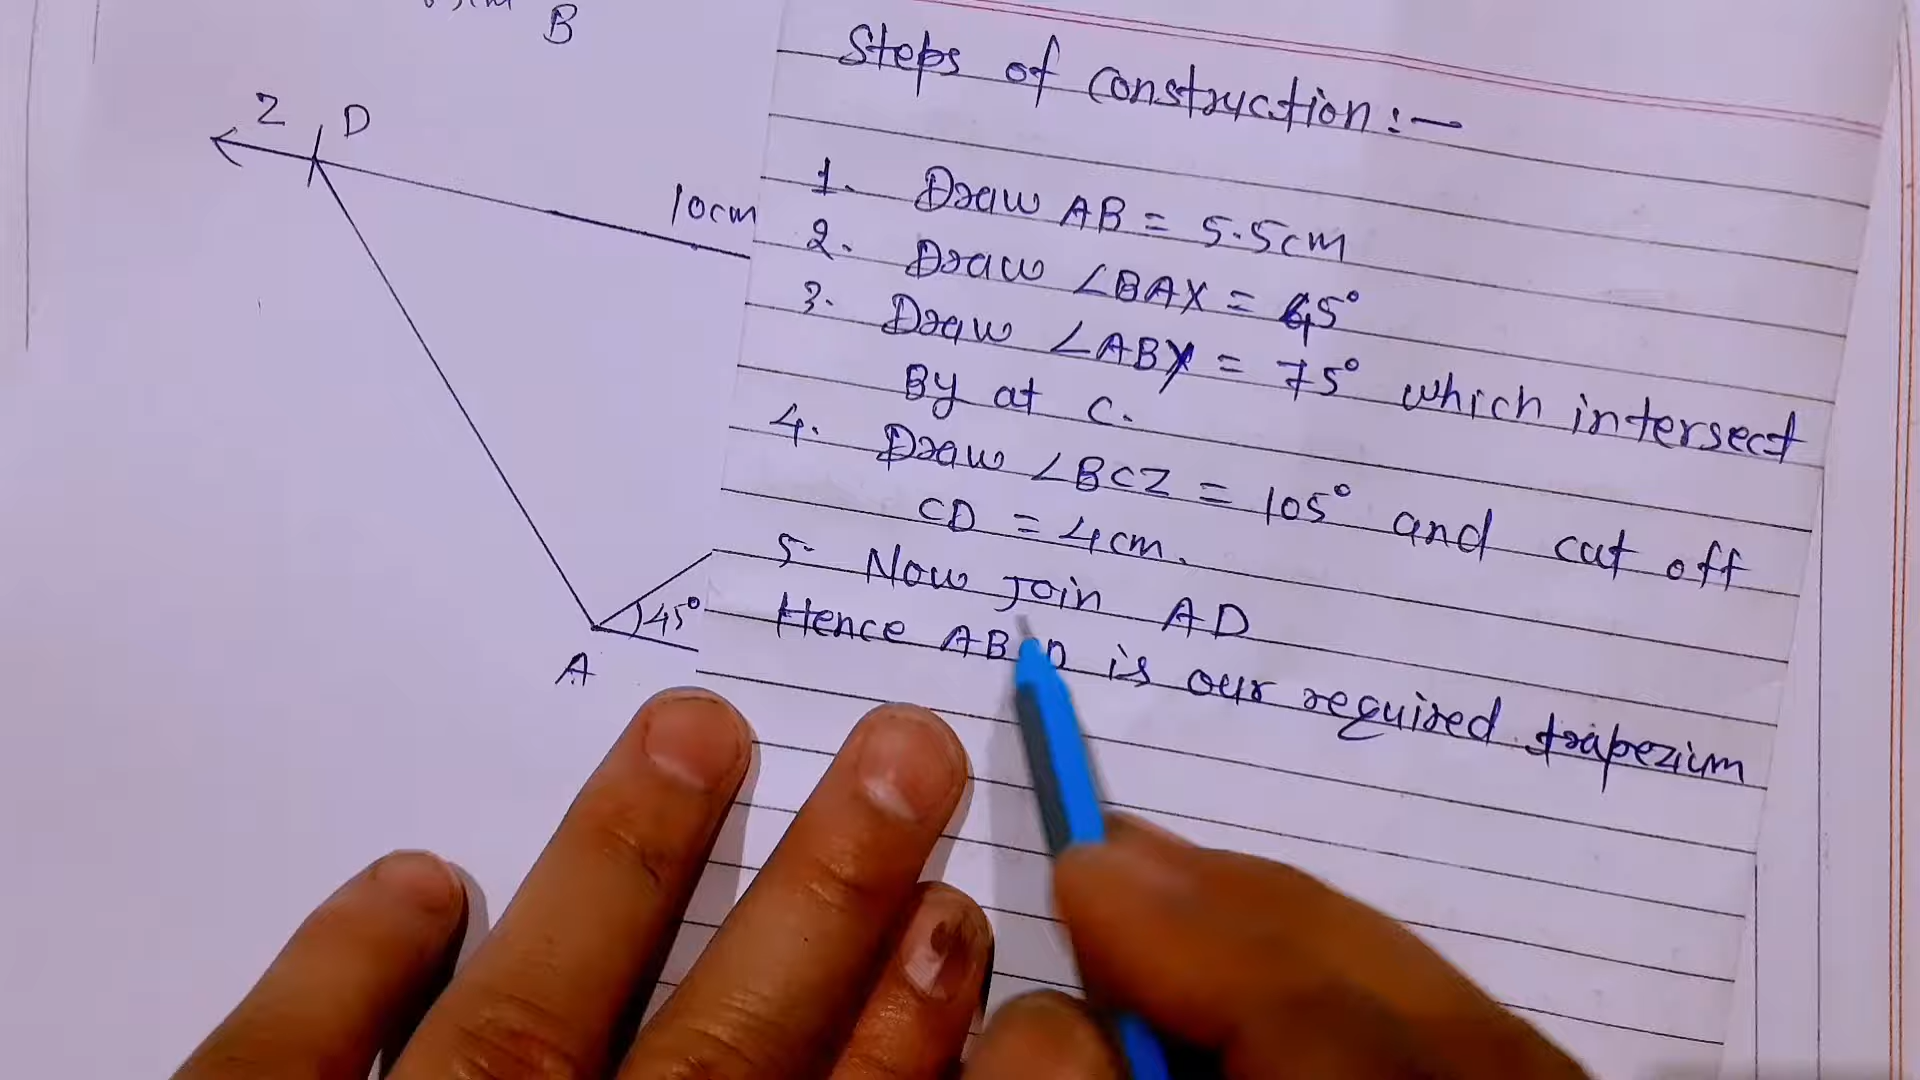 B
Z D
10cm
45°
A
Steps of Construction:-
1. Draw AB = 5.5cm
2. Draw ∠BAX = 45°
3. Draw ∠ABY = 75° which intersect
By at C.
4. Draw ∠BCZ = 105° and cut off
CD = 4cm.
5- Now Join AD
Hence is our required trapezium